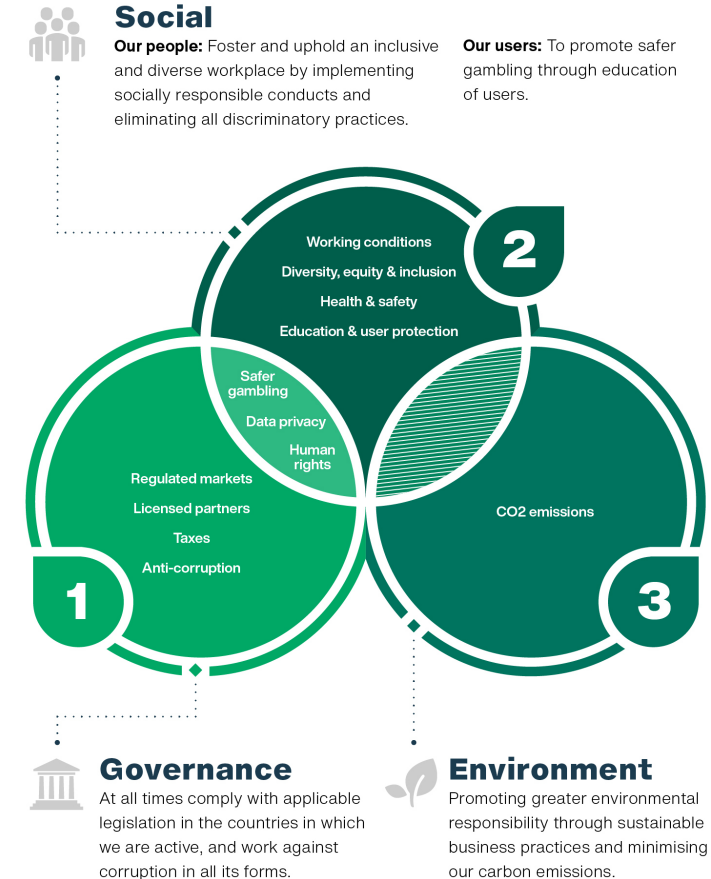 Social
Our people: Foster and uphold an inclusive
and diverse workplace by implementing
socially responsible conducts and
eliminating all discriminatory practices.
Our users: To promote safer
gambling through education
of users.
2
Working conditions
Diversity, equity & inclusion
Health & safety
Education & user protection
Safer
gambling
Data privacy
Human
rights
Regulated markets
Licensed partners
Taxes
Anti-corruption
1
CO2 emissions
3
Governance
At all times comply with applicable
legislation in the countries in which
we are active, and work against
corruption in all its forms.
Environment
Promoting greater environmental
responsibility through sustainable
business practices and minimising
our carbon emissions.